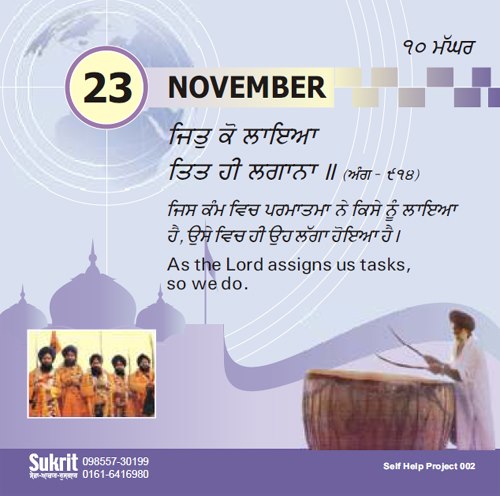 ੧੦ ਮੱਘਰ
23 NOVEMBER
ਜਿਤੁ ਕੋ ਲਾਇਆ
ਤਿਤ ਹੀ ਲਗਾਨਾ ॥ (ਅੰਗ - ੯੧੪)
ਜਿਸ ਕੰਮ ਵਿਚ ਪਰਮਾਤਮਾ ਨੇ ਕਿਸੇ ਨੂੰ ਲਾਇਆ
ਹੈ, ਉਸੇ ਵਿਚ ਹੀ ਉਹ ਲੱਗਾ ਹੋਇਆ ਹੈ।
As the Lord assigns us tasks,
so we do.
Sukrit 098557-30199
0161-6416980
Self Help Project 002